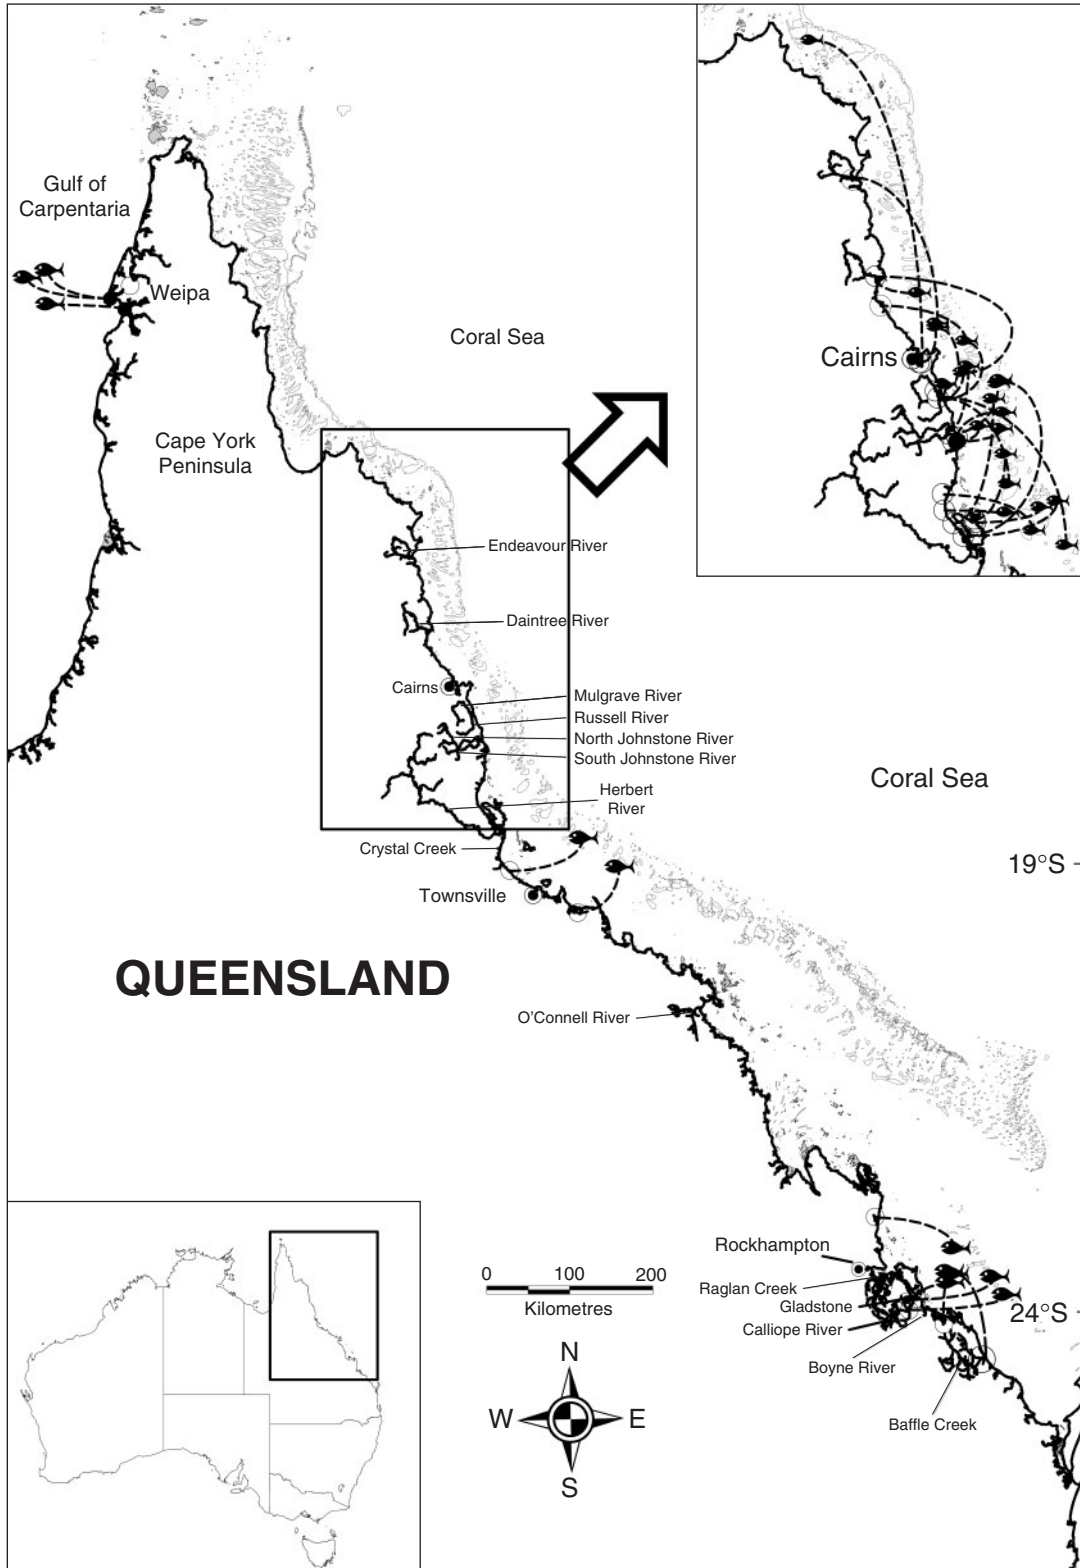 Gulf of
Carpentaria
Weipa
Coral Sea
Cairns
Cape York
Peninsula
Endeavour River
Daintree River
Cairns
Mulgrave River
Russell River
North Johnstone River
South Johnstone River
Herbert
River
Coral Sea
Crystal Creek
19°S
Townsville
QUEENSLAND
O'Connell River
Rockhampton
Raglan Creek
Gladstone
Calliope River
24°S
Boyne River
Baffle Creek
0 100 200
Kilometres
N
W E
S